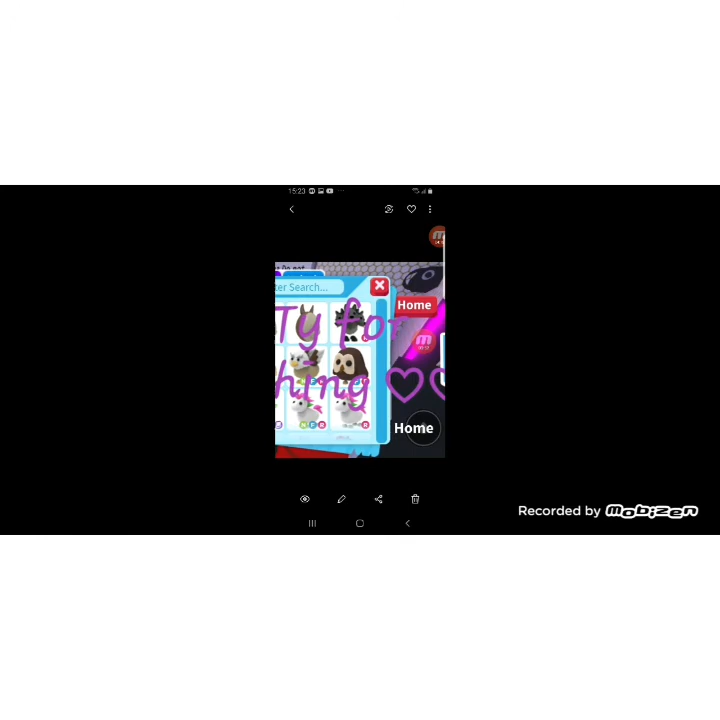 15:23
ter Search...
Home
Ty for
hing ♡♡
Home
Recorded by mobizen